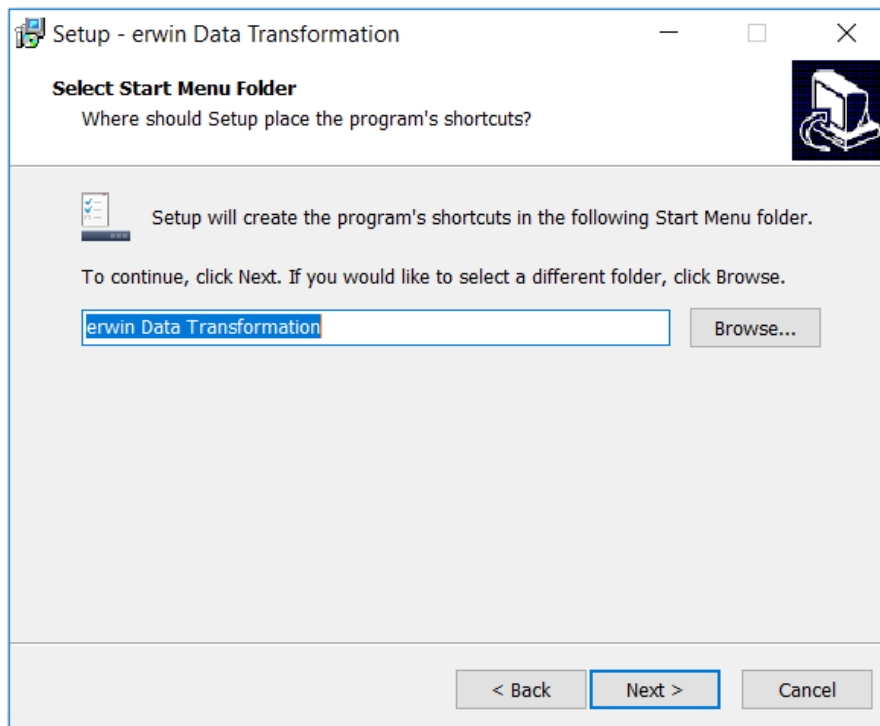 Setup - erwin Data Transformation
Select Start Menu Folder
Where should Setup place the program's shortcuts?
Setup will create the program's shortcuts in the following Start Menu folder.
To continue, click Next. If you would like to select a different folder, click Browse.
erwin Data Transformation
Browse...
< Back
Next >
Cancel